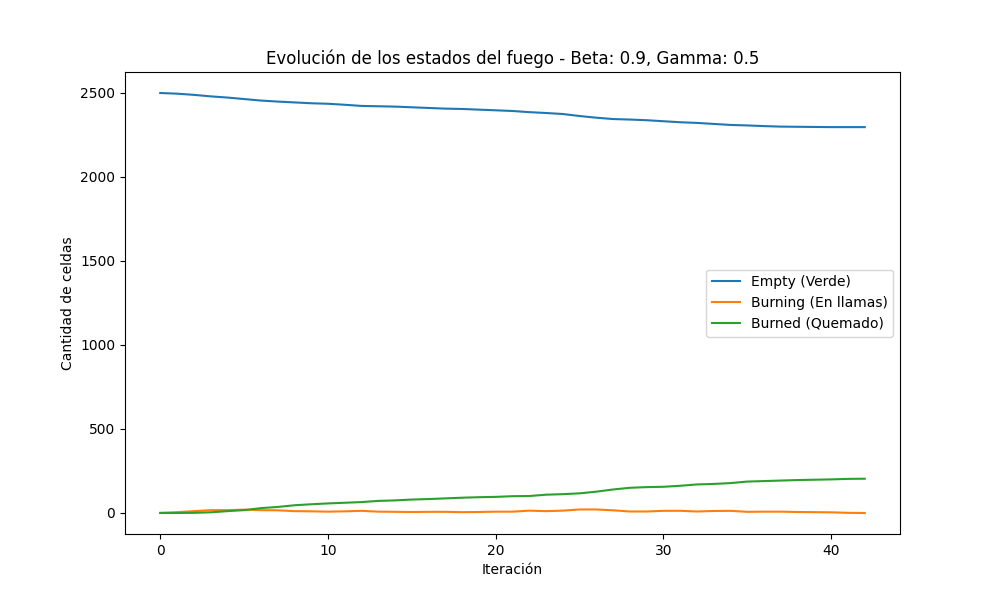 Evolución de los estados del fuego - Beta: 0.9, Gamma: 0.5
Cantidad de celdas
2500
2000
1500
1000
500
0
Empty (Verde)
Burning (En llamas)
Burned (Quemado)
0 10 20 30 40
Iteración